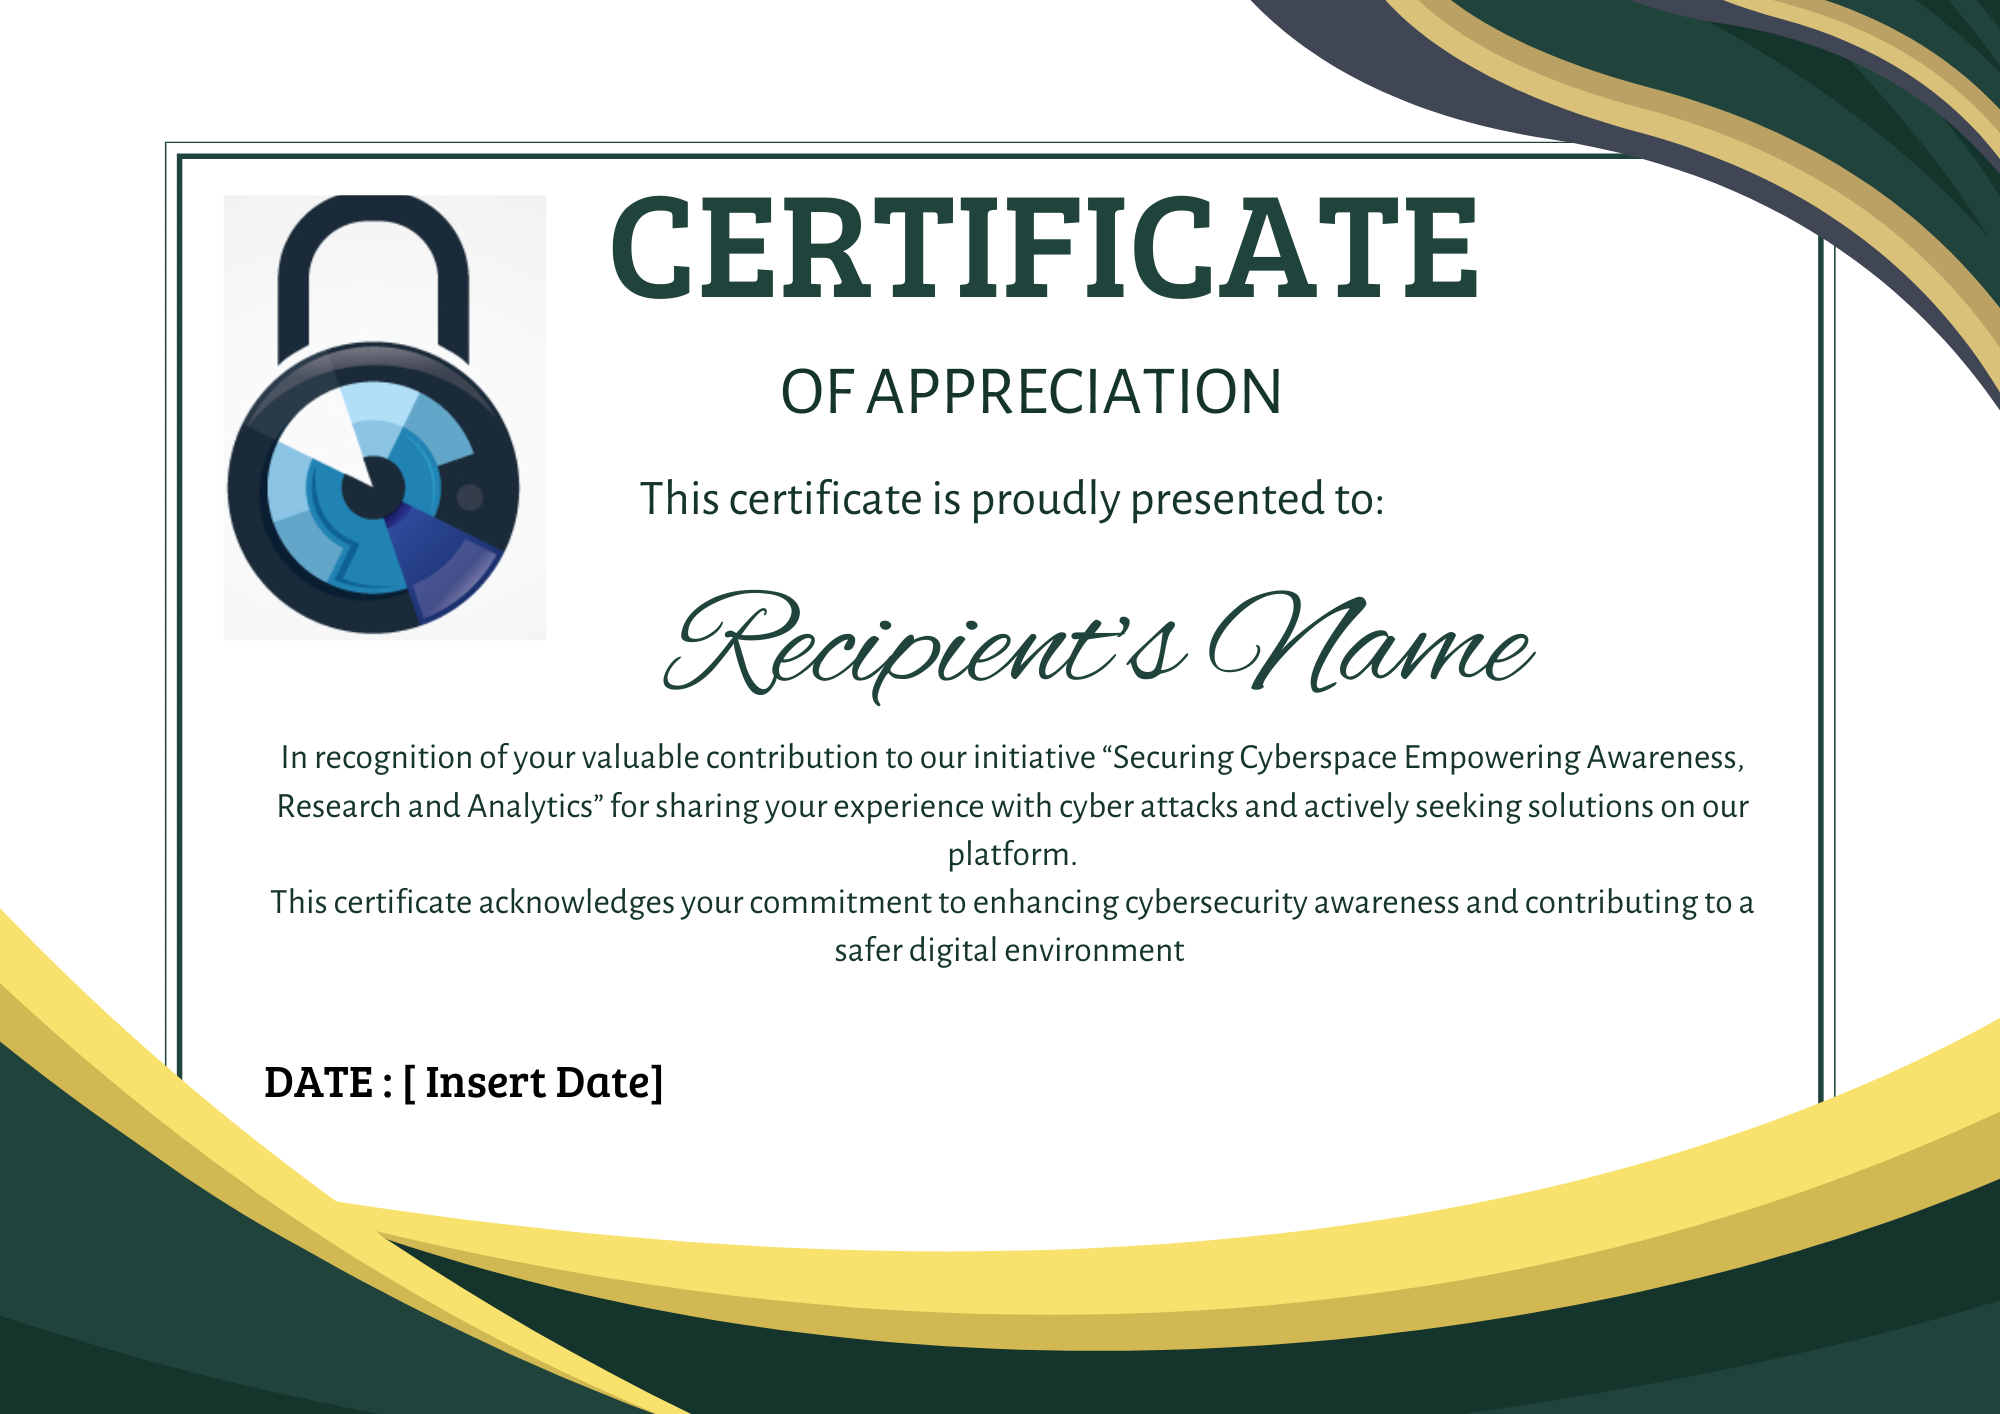 CERTIFICATE
OF APPRECIATION
This certificate is proudly presented to:
Recipient's Name
In recognition of your valuable contribution to our initiative “Securing Cyberspace Empowering Awareness,
Research and Analytics” for sharing your experience with cyber attacks and actively seeking solutions on our
platform.
This certificate acknowledges your commitment to enhancing cybersecurity awareness and contributing to a
safer digital environment
DATE : [ Insert Date]